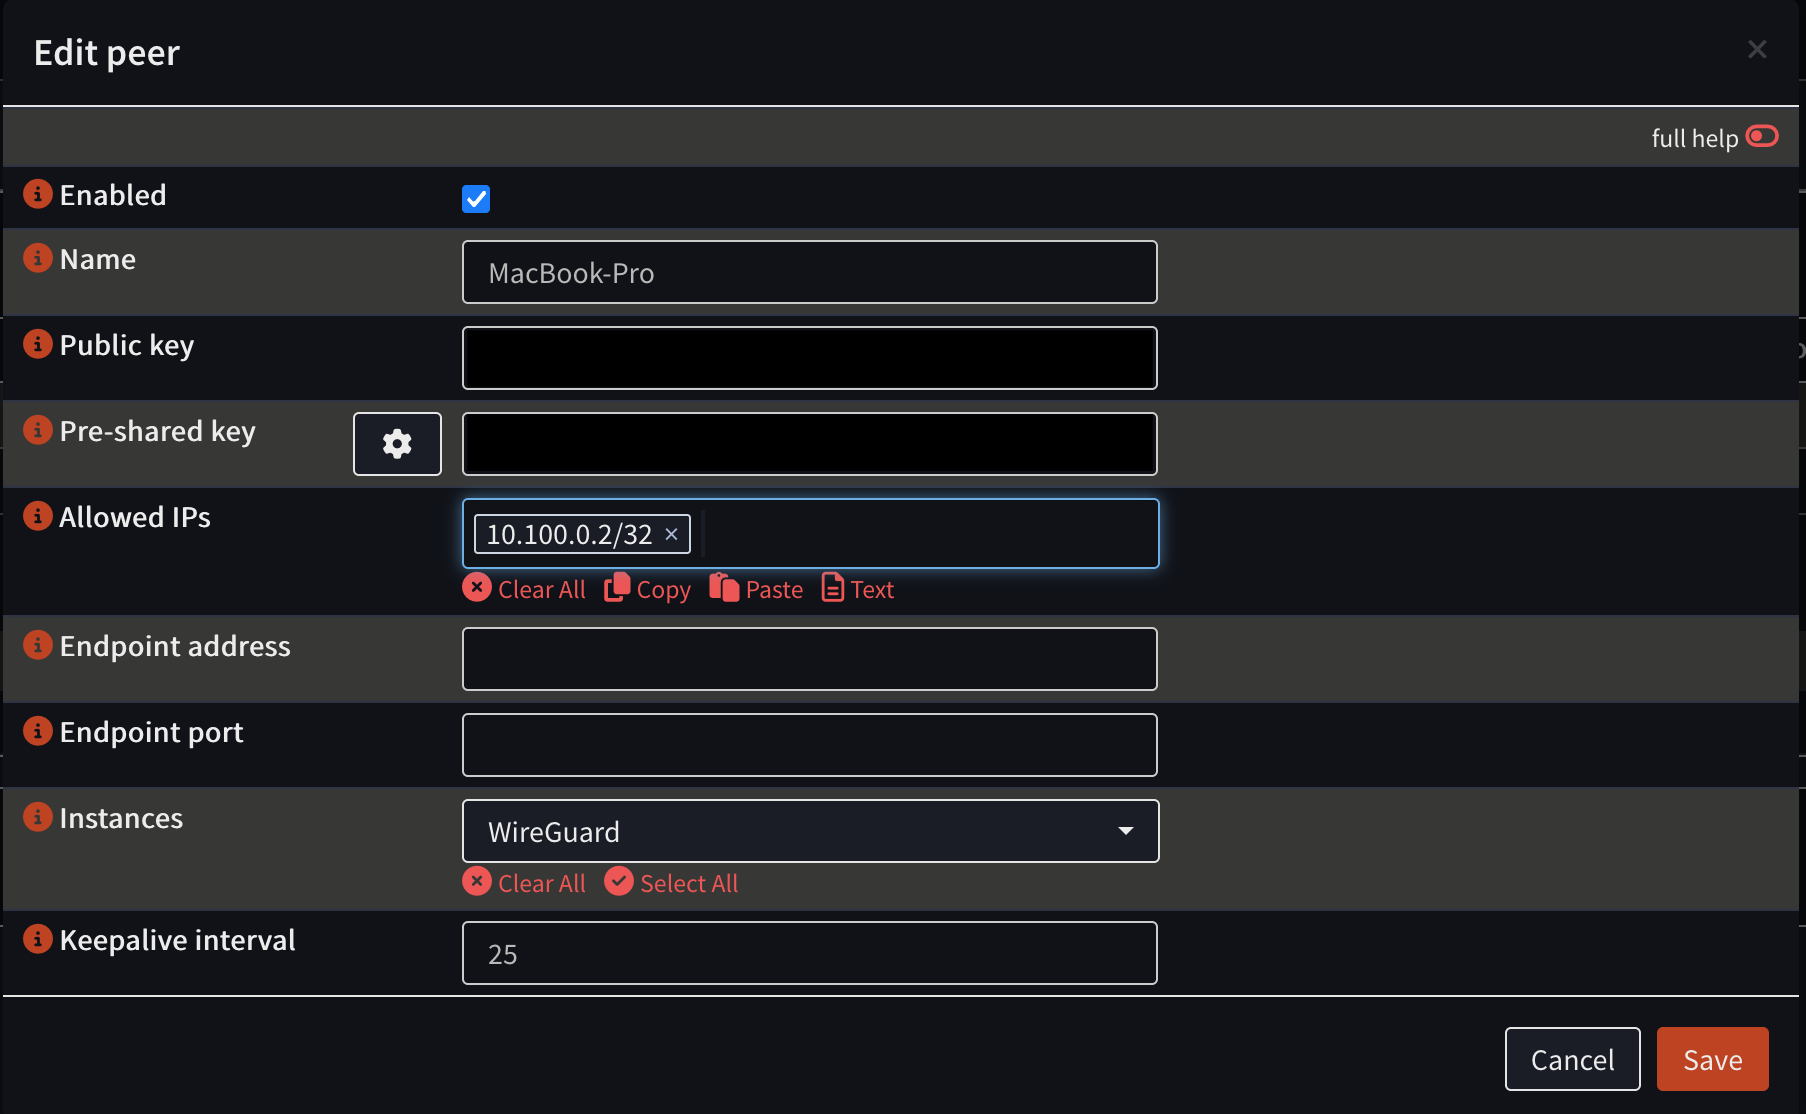 Edit peer ×
full help
Enabled
Name MacBook-Pro
Public key
Pre-shared key
Allowed IPs 10.100.0.2/32 ×
Clear All Copy Paste Text
Endpoint address
Endpoint port
Instances WireGuard
Clear All Select All
Keepalive interval 25
Cancel Save